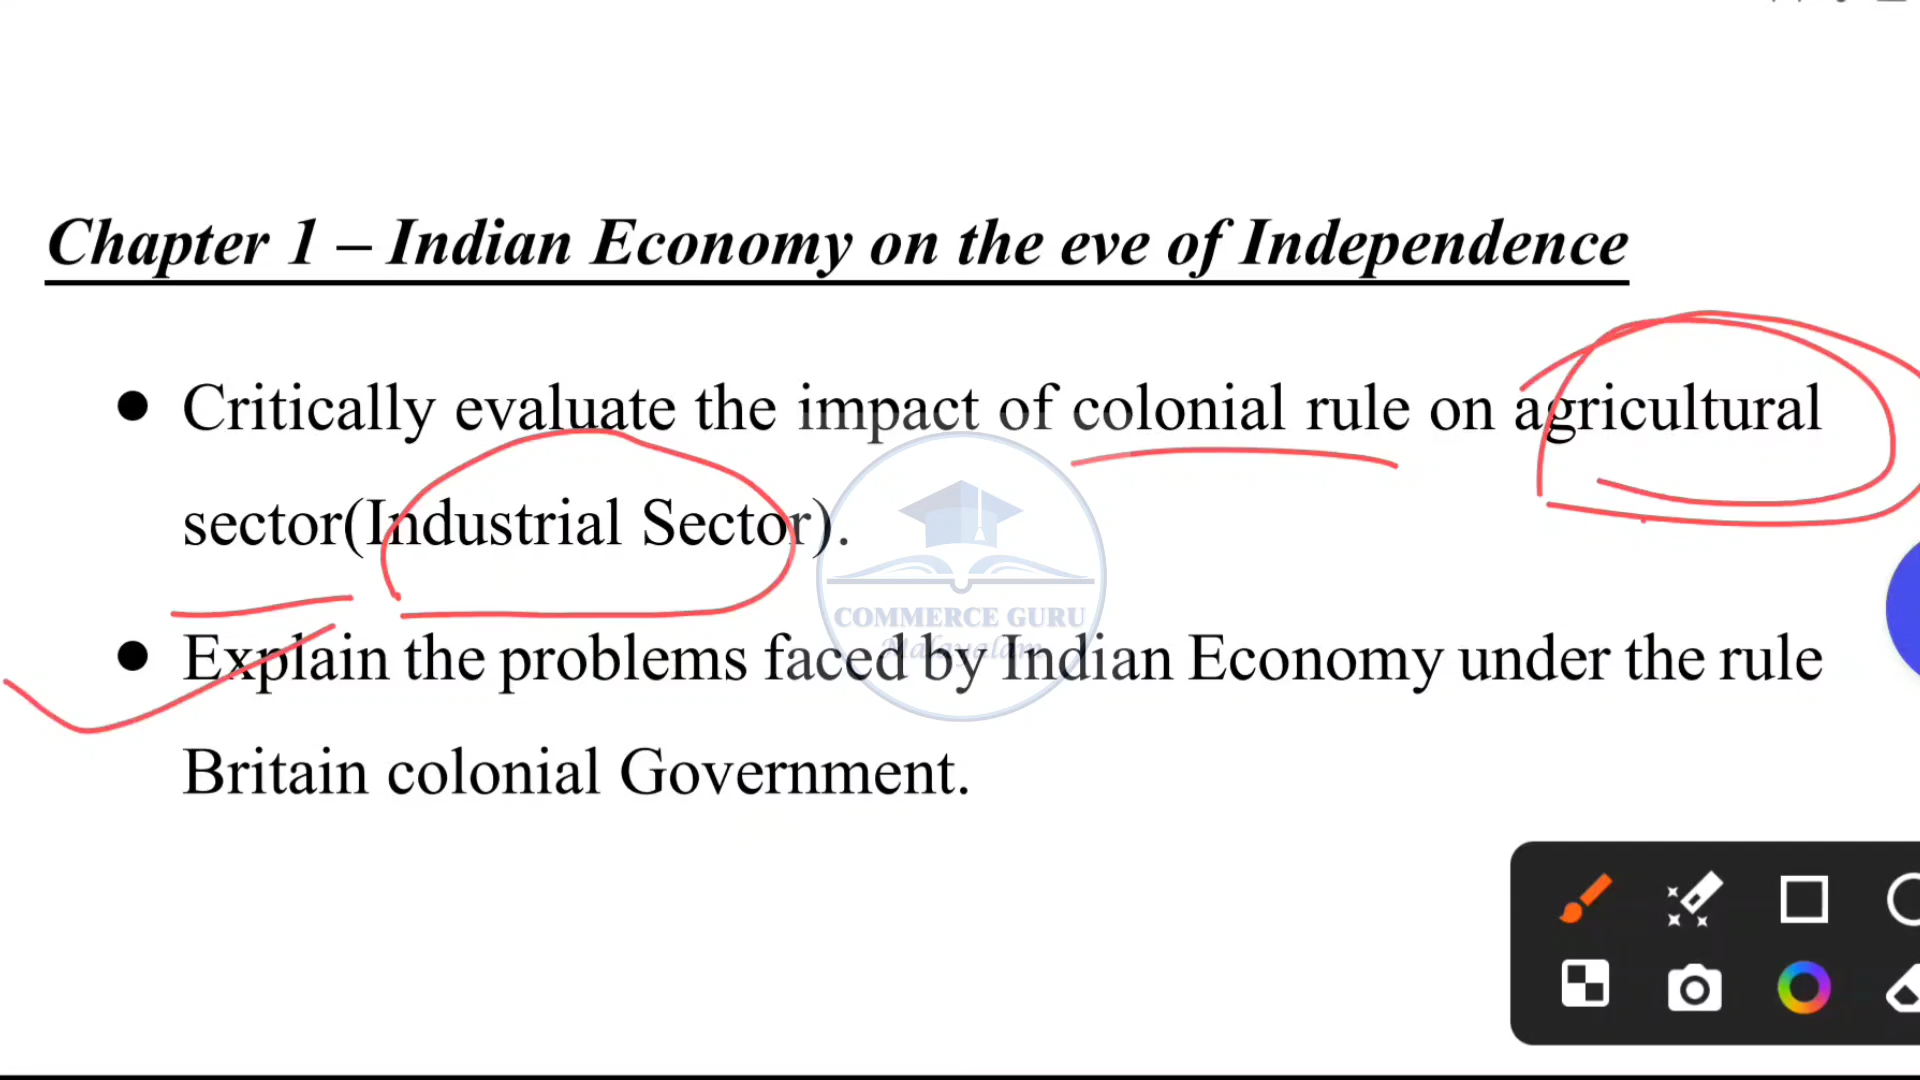 Chapter 1 – Indian Economy on the eve of Independence
● Critically evaluate the impact of colonial rule on agricultural
sector(Industrial Sector).
COMMERCE GURU
Malayalam
● Explain the problems faced by Indian Economy under the rule
Britain colonial Government.